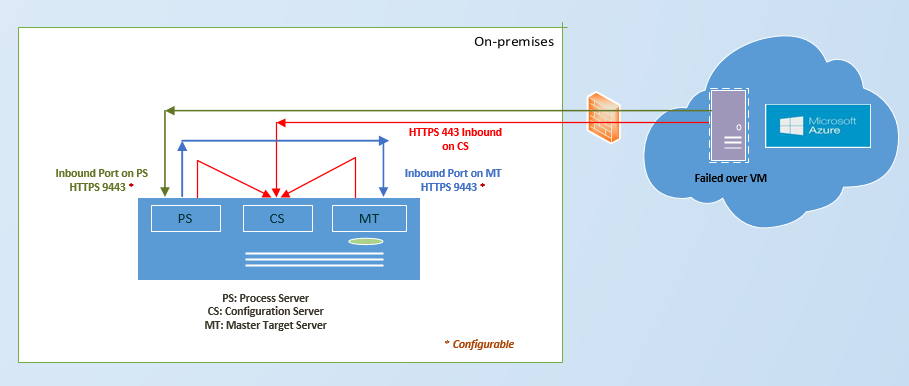 On-premises
HTTPS 443 Inbound
on CS
Microsoft
Azure
Failed over VM
Inbound Port on PS
HTTPS 9443 *
Inbound Port on MT
HTTPS 9443 *
PS
CS
MT
PS: Process Server
CS: Configuration Server
MT: Master Target Server
* Configurable